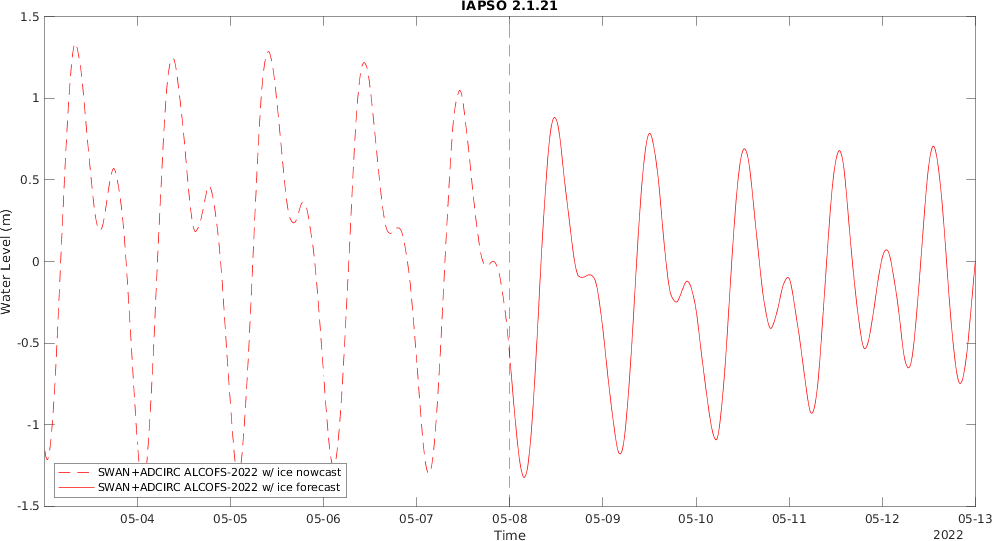 IAPSO 2.1.21
1.5
1
0.5
0
-0.5
-1
-1.5
Water Level (m)
SWAN+ADCIRC ALCOFS-2022 w/ ice nowcast
SWAN+ADCIRC ALCOFS-2022 w/ ice forecast
05-04 05-05 05-06 05-07 05-08 05-09 05-10 05-11 05-12 05-13
Time
2022